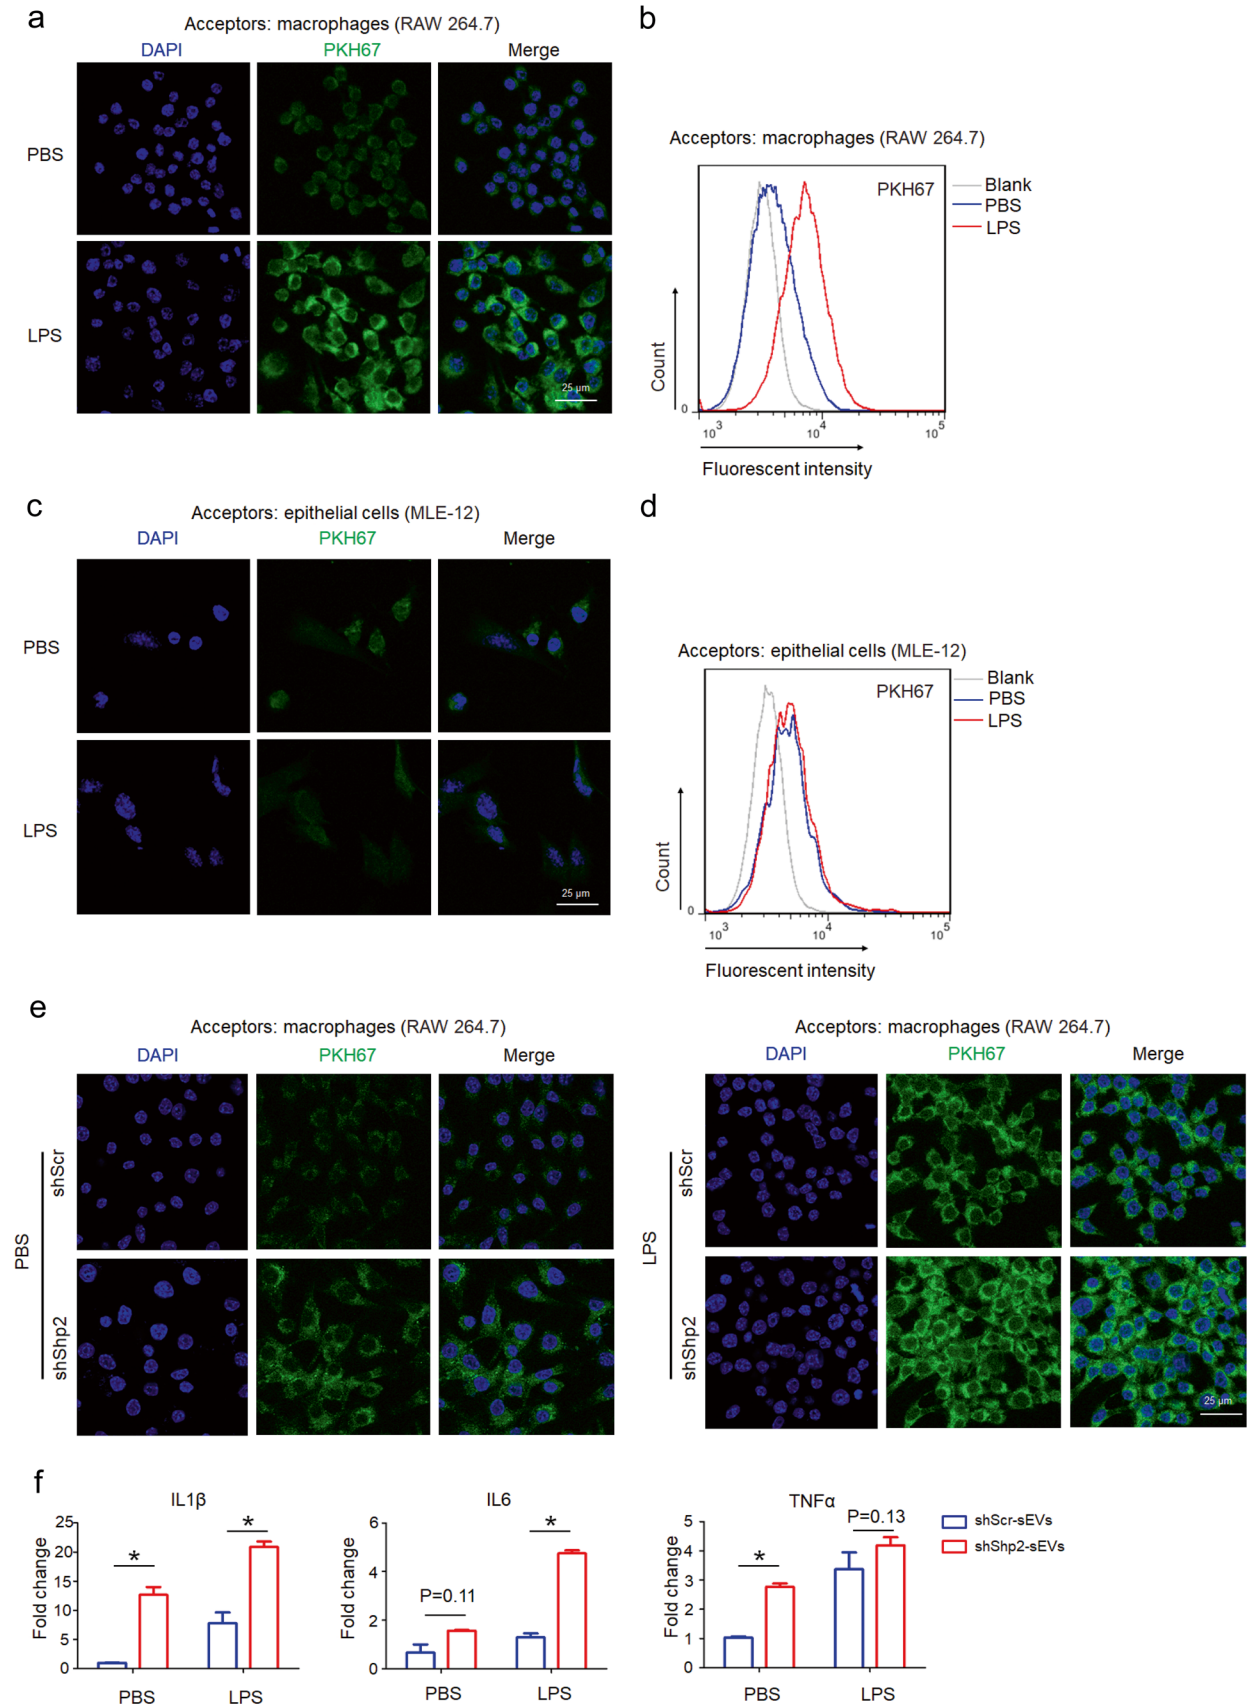 a
Acceptors: macrophages (RAW 264.7)
DAPI PKH67 Merge
PBS
LPS
25 µm
b
Acceptors: macrophages (RAW 264.7)
PKH67
Blank
PBS
LPS
Count
0
10³ 10⁴ 10⁵
Fluorescent intensity
c
Acceptors: epithelial cells (MLE-12)
DAPI PKH67 Merge
PBS
LPS
25 µm
d
Acceptors: epithelial cells (MLE-12)
PKH67
Blank
PBS
LPS
Count
0
10³ 10⁴ 10⁵
Fluorescent intensity
e
Acceptors: macrophages (RAW 264.7)
DAPI PKH67 Merge
PBS
shScr
shShp2
Acceptors: macrophages (RAW 264.7)
DAPI PKH67 Merge
LPS
shScr
shShp2
25 µm
f
IL1β
Fold change
25
20
15
10
5
0
*
*
PBS LPS
IL6
Fold change
6
4
2
0
P=0.11
*
PBS LPS
TNFα
Fold change
5
4
3
2
1
0
*
P=0.13
PBS LPS
shScr-sEVs
shShp2-sEVs